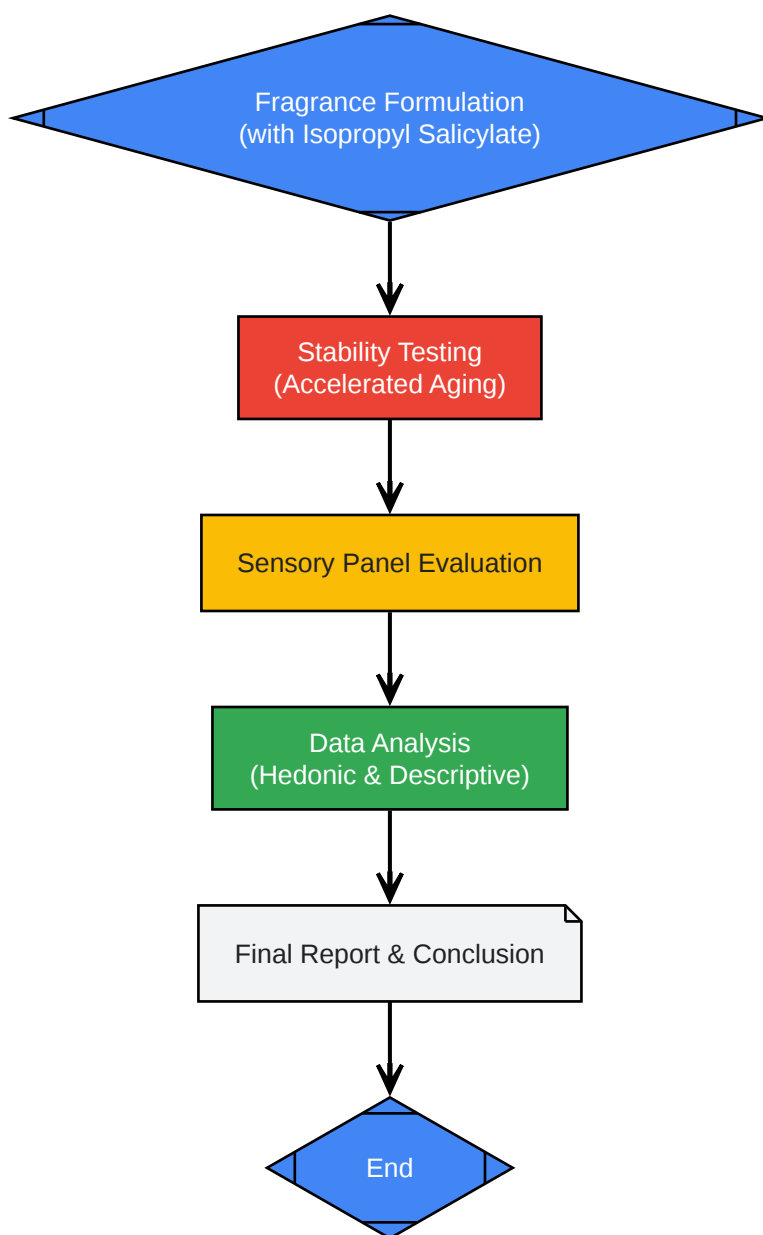 Fragrance Formulation
(with Isopropyl Salicylate)
Stability Testing
(Accelerated Aging)
Sensory Panel Evaluation
Data Analysis
(Hedonic & Descriptive)
Final Report & Conclusion
End